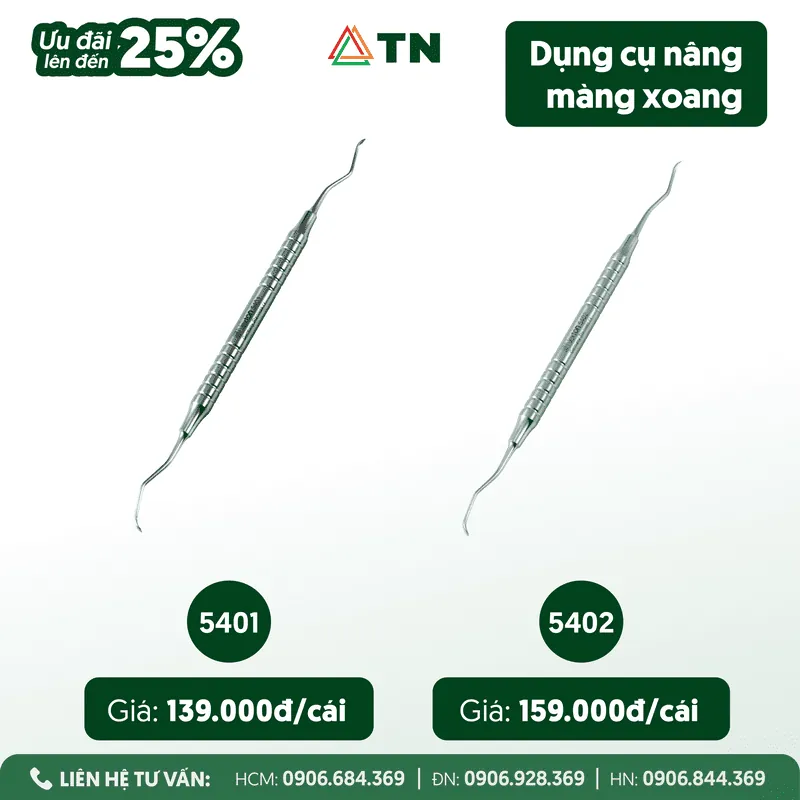 Ưu đãi
lên đến 25%
TN
Dụng cụ nâng
màng xoang
5401
5402
Giá: 139.000đ/cái
Giá: 159.000đ/cái
LIÊN HỆ TƯ VẤN: HCM: 0906.684.369 | ĐN: 0906.928.369 | HN: 0906.844.369